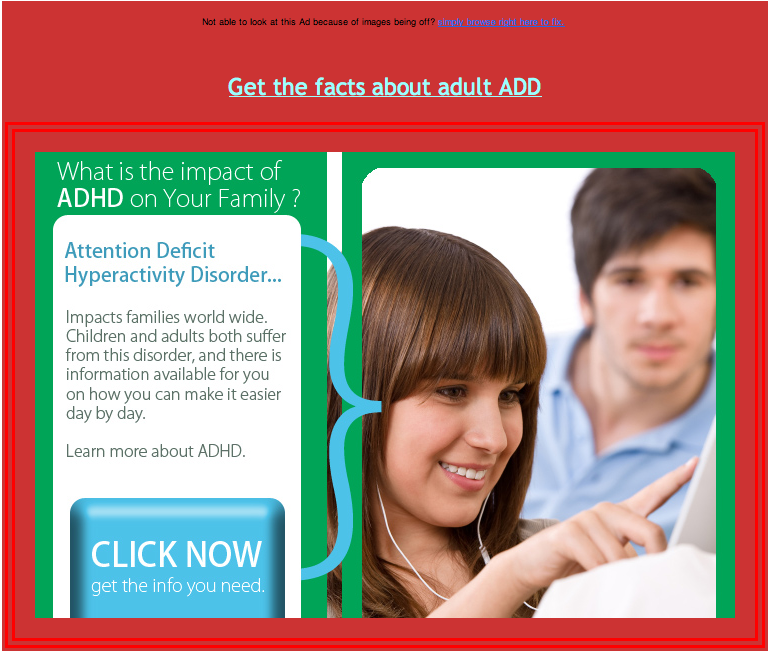 Not able to look at this Ad because of images being off? simply browse right here to fix.
Get the facts about adult ADD
What is the impact of
ADHD on Your Family ?
Attention Deficit
Hyperactivity Disorder...
Impacts families world wide.
Children and adults both suffer
from this disorder, and there is
information available for you
on how you can make it easier
day by day.
Learn more about ADHD.
CLICK NOW
get the info you need.